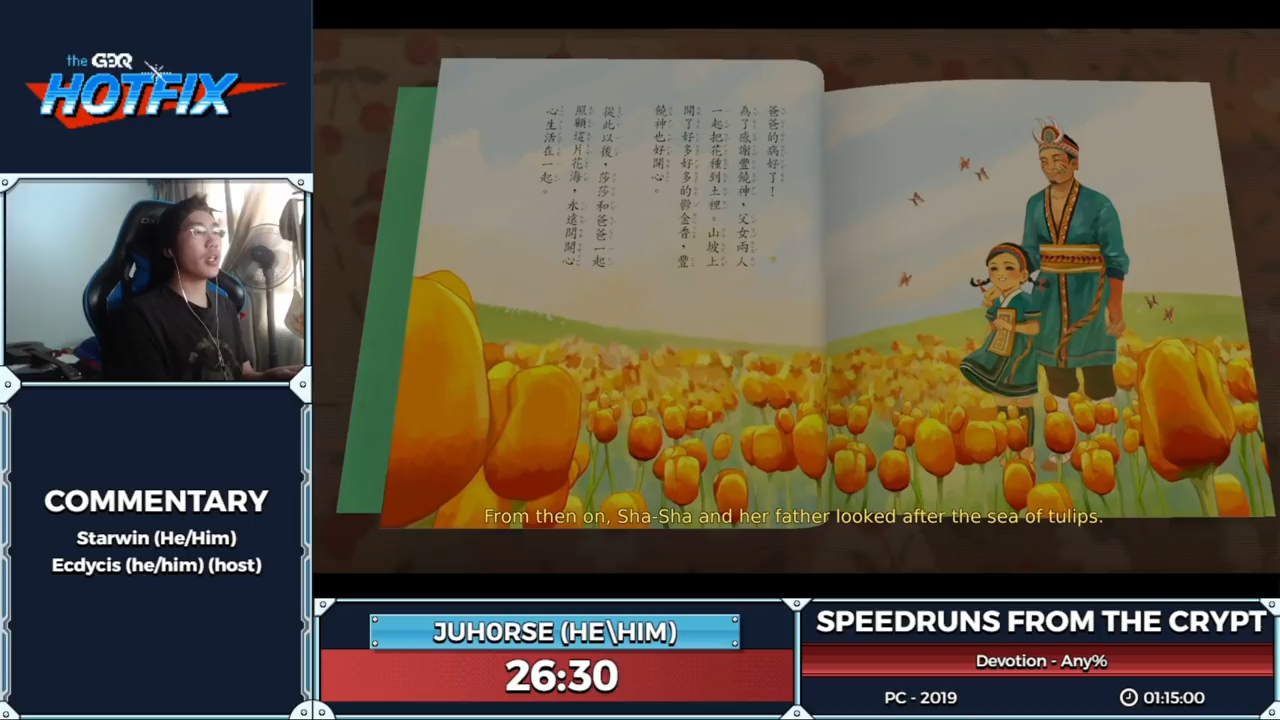 the GDQ
HOTFIX
爸爸的病好了！
為了感謝豐饒神，父女兩人
一起把花種到土裡。山坡上
開了好多好多的鬱金香，豐
饒神也好開心。
從此以後，莎莎和爸爸一起
照顧這片花海，永遠開開心
心生活在一起。
From then on, Sha-Sha and her father looked after the sea of tulips.
COMMENTARY
Starwin (He/Him)
Ecdycis (he/him) (host)
JUH0RSE (HE\HIM)
26:30
SPEEDRUNS FROM THE CRYPT
Devotion - Any%
PC - 2019
01:15:00